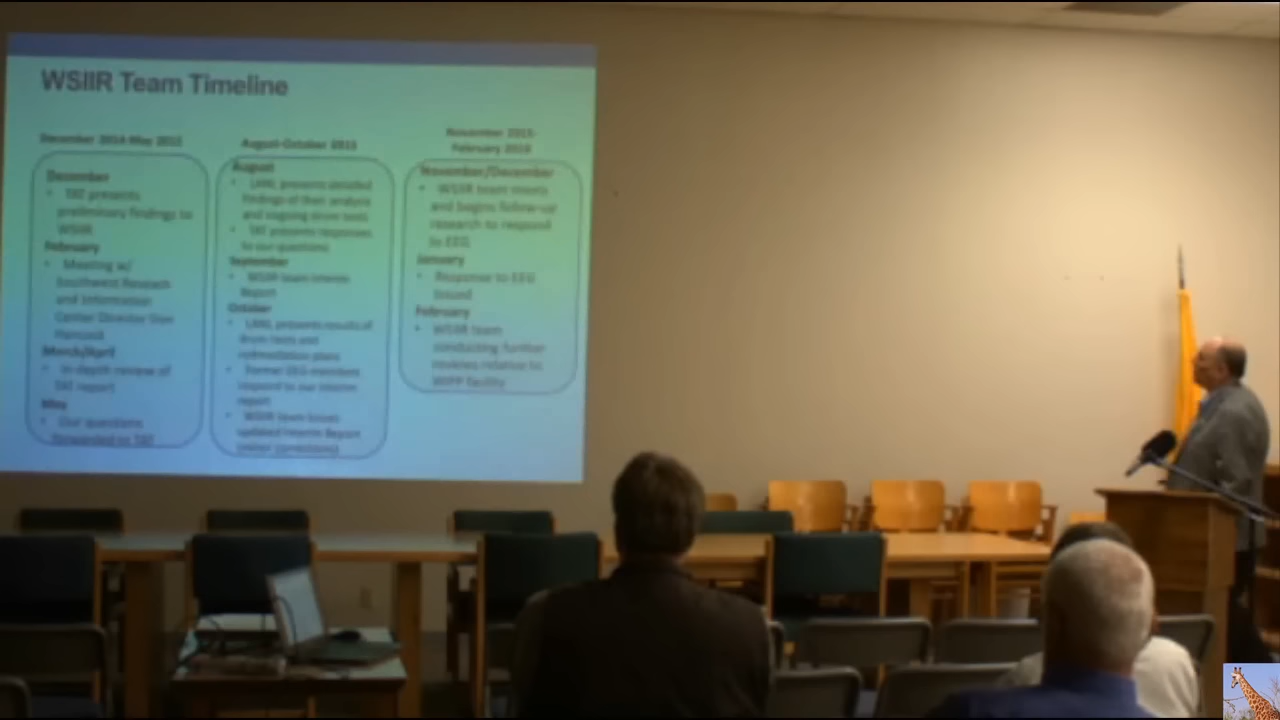 WSIIR Team Timeline
December 2014-May 2015
December
presents
preliminary findings to
WSIIR
February
Meeting w/
Southwest Research
and Information
Center Director Don
Hancock
March/April
In depth review of
report
May
Our questions
forwarded to
August-October 2015
August
LANL presents detailed
findings of their analysis
and ongoing drum tests
presents responses
to our questions
September
WSIIR team Interim
Report
October
LANL presents results of
drum tests and
remediation plans
Former EEG members
respond to our interim
report
WSIIR team issues
updated Interim Report
November 2015-
February 2016
November/December
WSIIR team meets
and begins follow-up
research to respond
to EEG
January
Response to EEG
issued
February
WSIIR team
conducting further
reviews relative to
WIPP facility